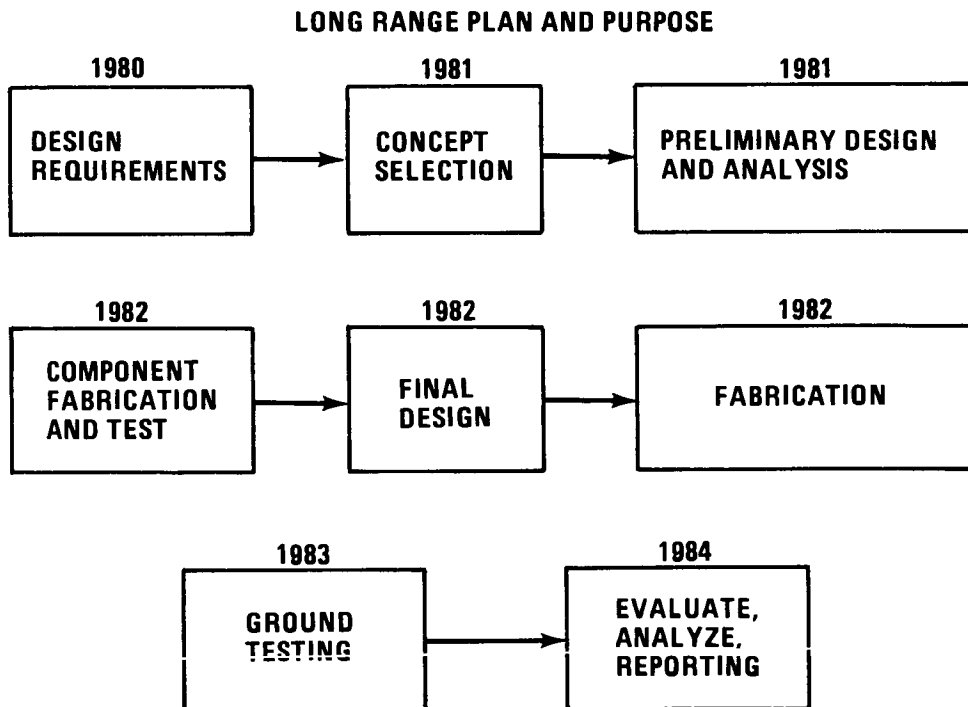 LONG RANGE PLAN AND PURPOSE
1980
DESIGN
REQUIREMENTS
1981
CONCEPT
SELECTION
1981
PRELIMINARY DESIGN
AND ANALYSIS
1982
COMPONENT
FABRICATION
AND TEST
1982
FINAL
DESIGN
1982
FABRICATION
1983
GROUND
TESTING
1984
EVALUATE,
ANALYZE,
REPORTING